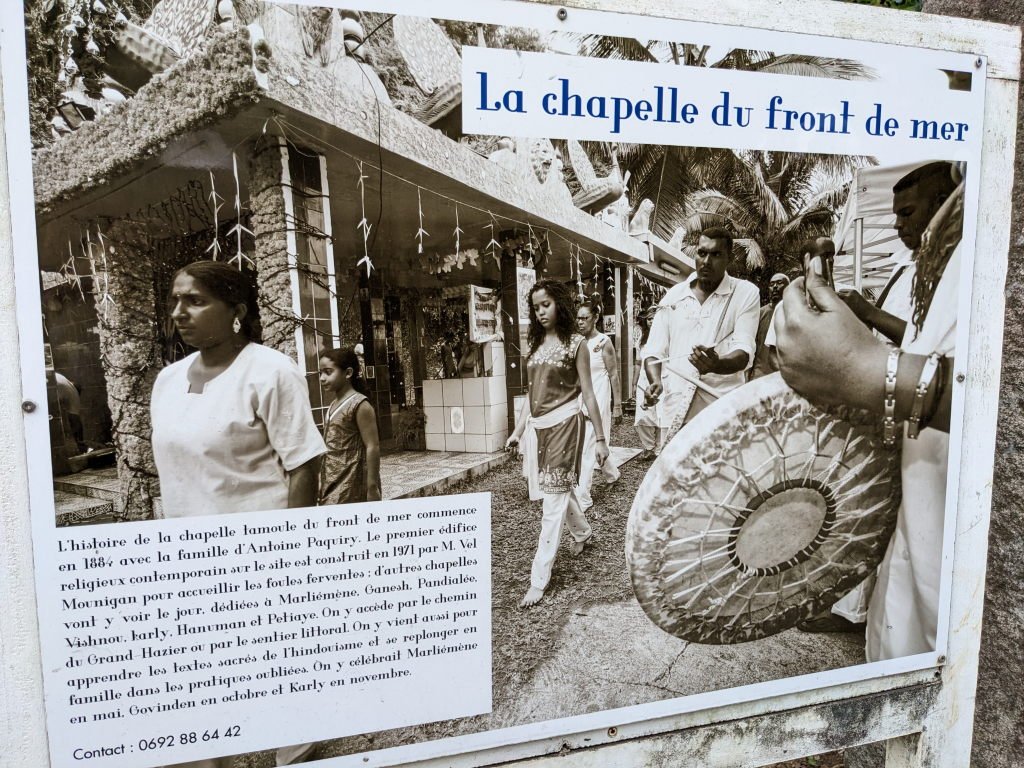 La chapelle du front de mer
L'histoire de la chapelle tamoule du front de mer commence
en 1884 avec la famille d'Antoine Paquiry. Le premier édifice
religieux contemporain sur le site est construit en 1971 par M. Vel
Mounigan pour accueillir les foules ferventes ; d'autres chapelles
vont y voir le jour, dédiées à Marliémène, Ganesh, Pandialée,
Vishnou, karly, Hanuman et Petiaye. On y accède par le chemin
du Grand-Hazier ou par le sentier littoral. On y vient aussi pour
apprendre les textes sacrés de l'hindouisme et se replonger en
famille dans les pratiques oubliées. On y célébrait Marliémène
en mai, Govinden en octobre et Karly en novembre.
Contact : 0692 88 64 42